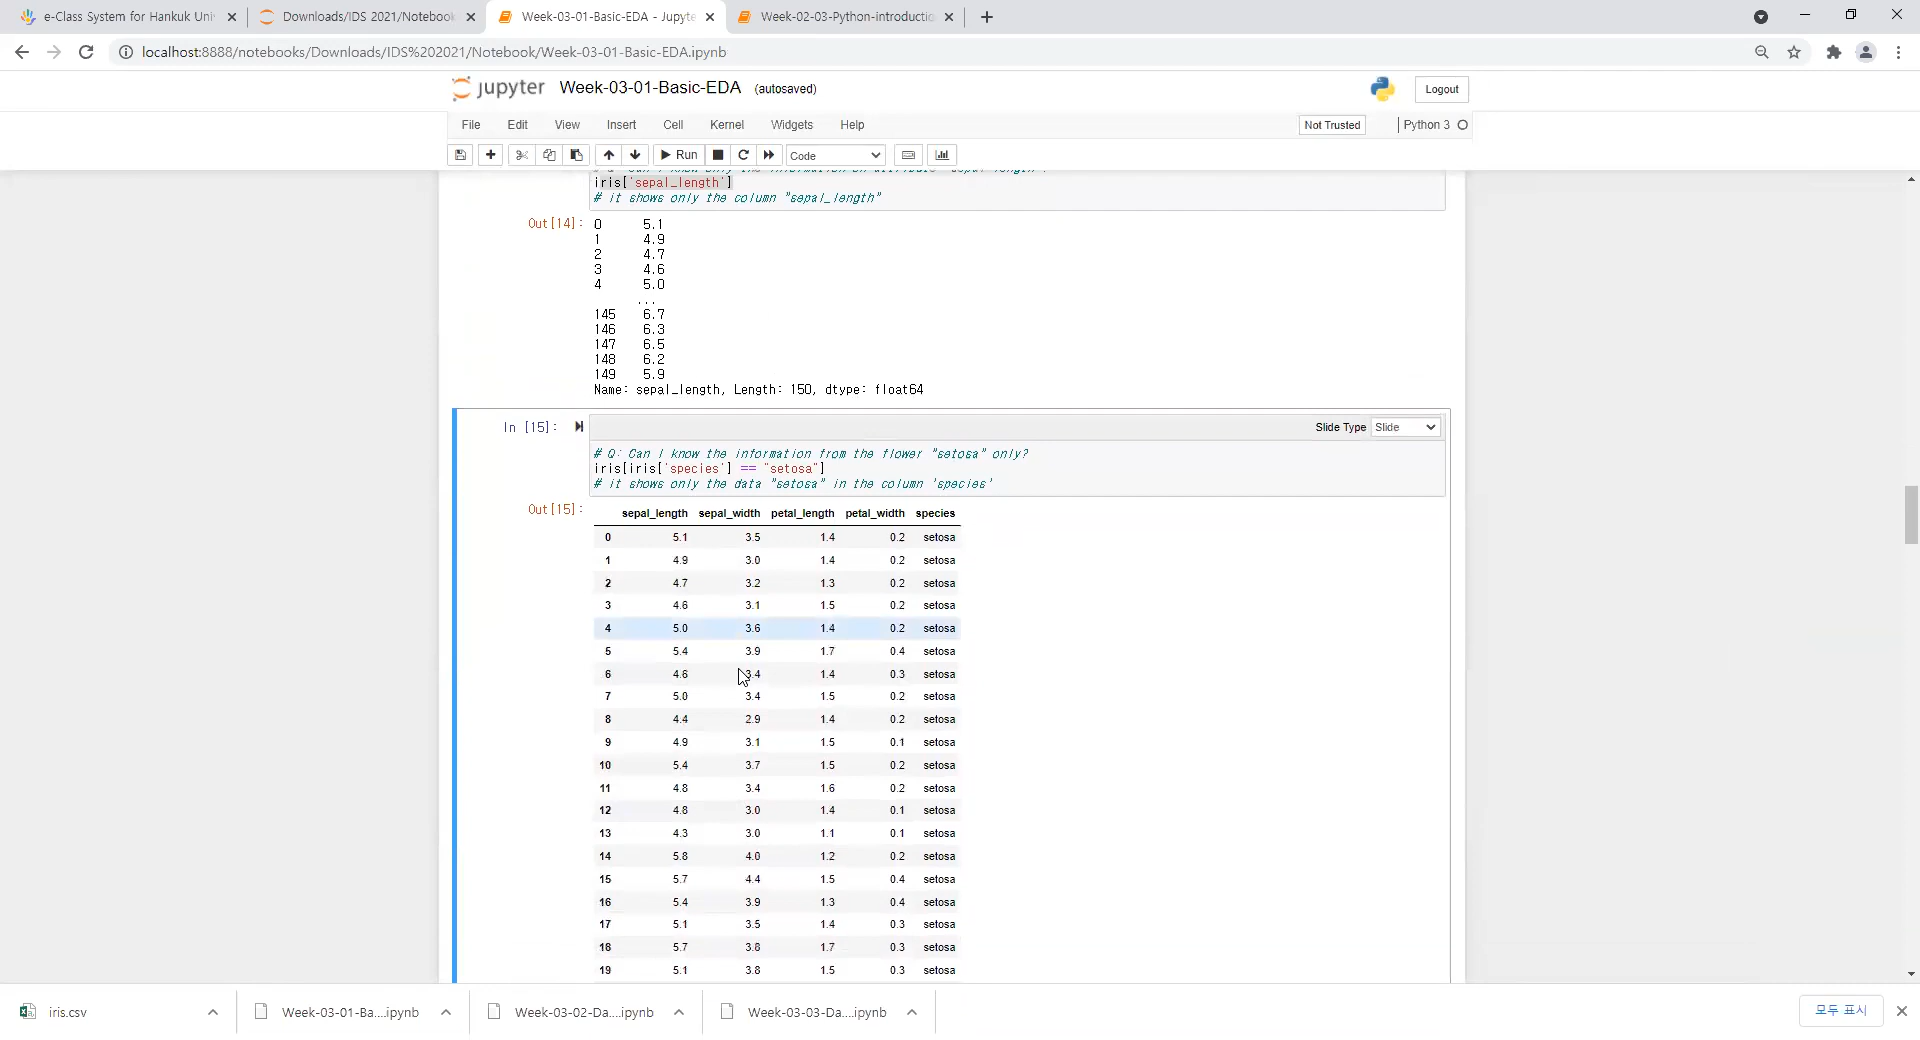 e-Class System for Hankuk Uni
Downloads/IDS 2021/Notebook
Week-03-01-Basic-EDA - Jupyte
Week-02-03-Python-introductio
localhost:8888/notebooks/Downloads/IDS%202021/Notebook/Week-03-01-Basic-EDA.ipynb
jupyter Week-03-01-Basic-EDA (autosaved)
Logout
File Edit View Insert Cell Kernel Widgets Help
Not Trusted
Python 3
Run
Code
iris['sepal_length']
# it shows only the column "sepal_length"
Out[14]: 0 5.1
1 4.9
2 4.7
3 4.6
4 5.0
...
145 6.7
146 6.3
147 6.5
148 6.2
149 5.9
Name: sepal_length, Length: 150, dtype: float64
In [15]:
Slide Type Slide
# Q: Can I know the information from the flower "setosa" only?
iris[iris['species'] == "setosa"]
# it shows only the data "setosa" in the column 'species'
Out[15]:
sepal_length sepal_width petal_length petal_width species
0 5.1 3.5 1.4 0.2 setosa
1 4.9 3.0 1.4 0.2 setosa
2 4.7 3.2 1.3 0.2 setosa
3 4.6 3.1 1.5 0.2 setosa
4 5.0 3.6 1.4 0.2 setosa
5 5.4 3.9 1.7 0.4 setosa
6 4.6 3.4 1.4 0.3 setosa
7 5.0 3.4 1.5 0.2 setosa
8 4.4 2.9 1.4 0.2 setosa
9 4.9 3.1 1.5 0.1 setosa
10 5.4 3.7 1.5 0.2 setosa
11 4.8 3.4 1.6 0.2 setosa
12 4.8 3.0 1.4 0.1 setosa
13 4.3 3.0 1.1 0.1 setosa
14 5.8 4.0 1.2 0.2 setosa
15 5.7 4.4 1.5 0.4 setosa
16 5.4 3.9 1.3 0.4 setosa
17 5.1 3.5 1.4 0.3 setosa
18 5.7 3.8 1.7 0.3 setosa
19 5.1 3.8 1.5 0.3 setosa
iris.csv
Week-03-01-Ba....ipynb
Week-03-02-Da....ipynb
Week-03-03-Da....ipynb
모두 표시